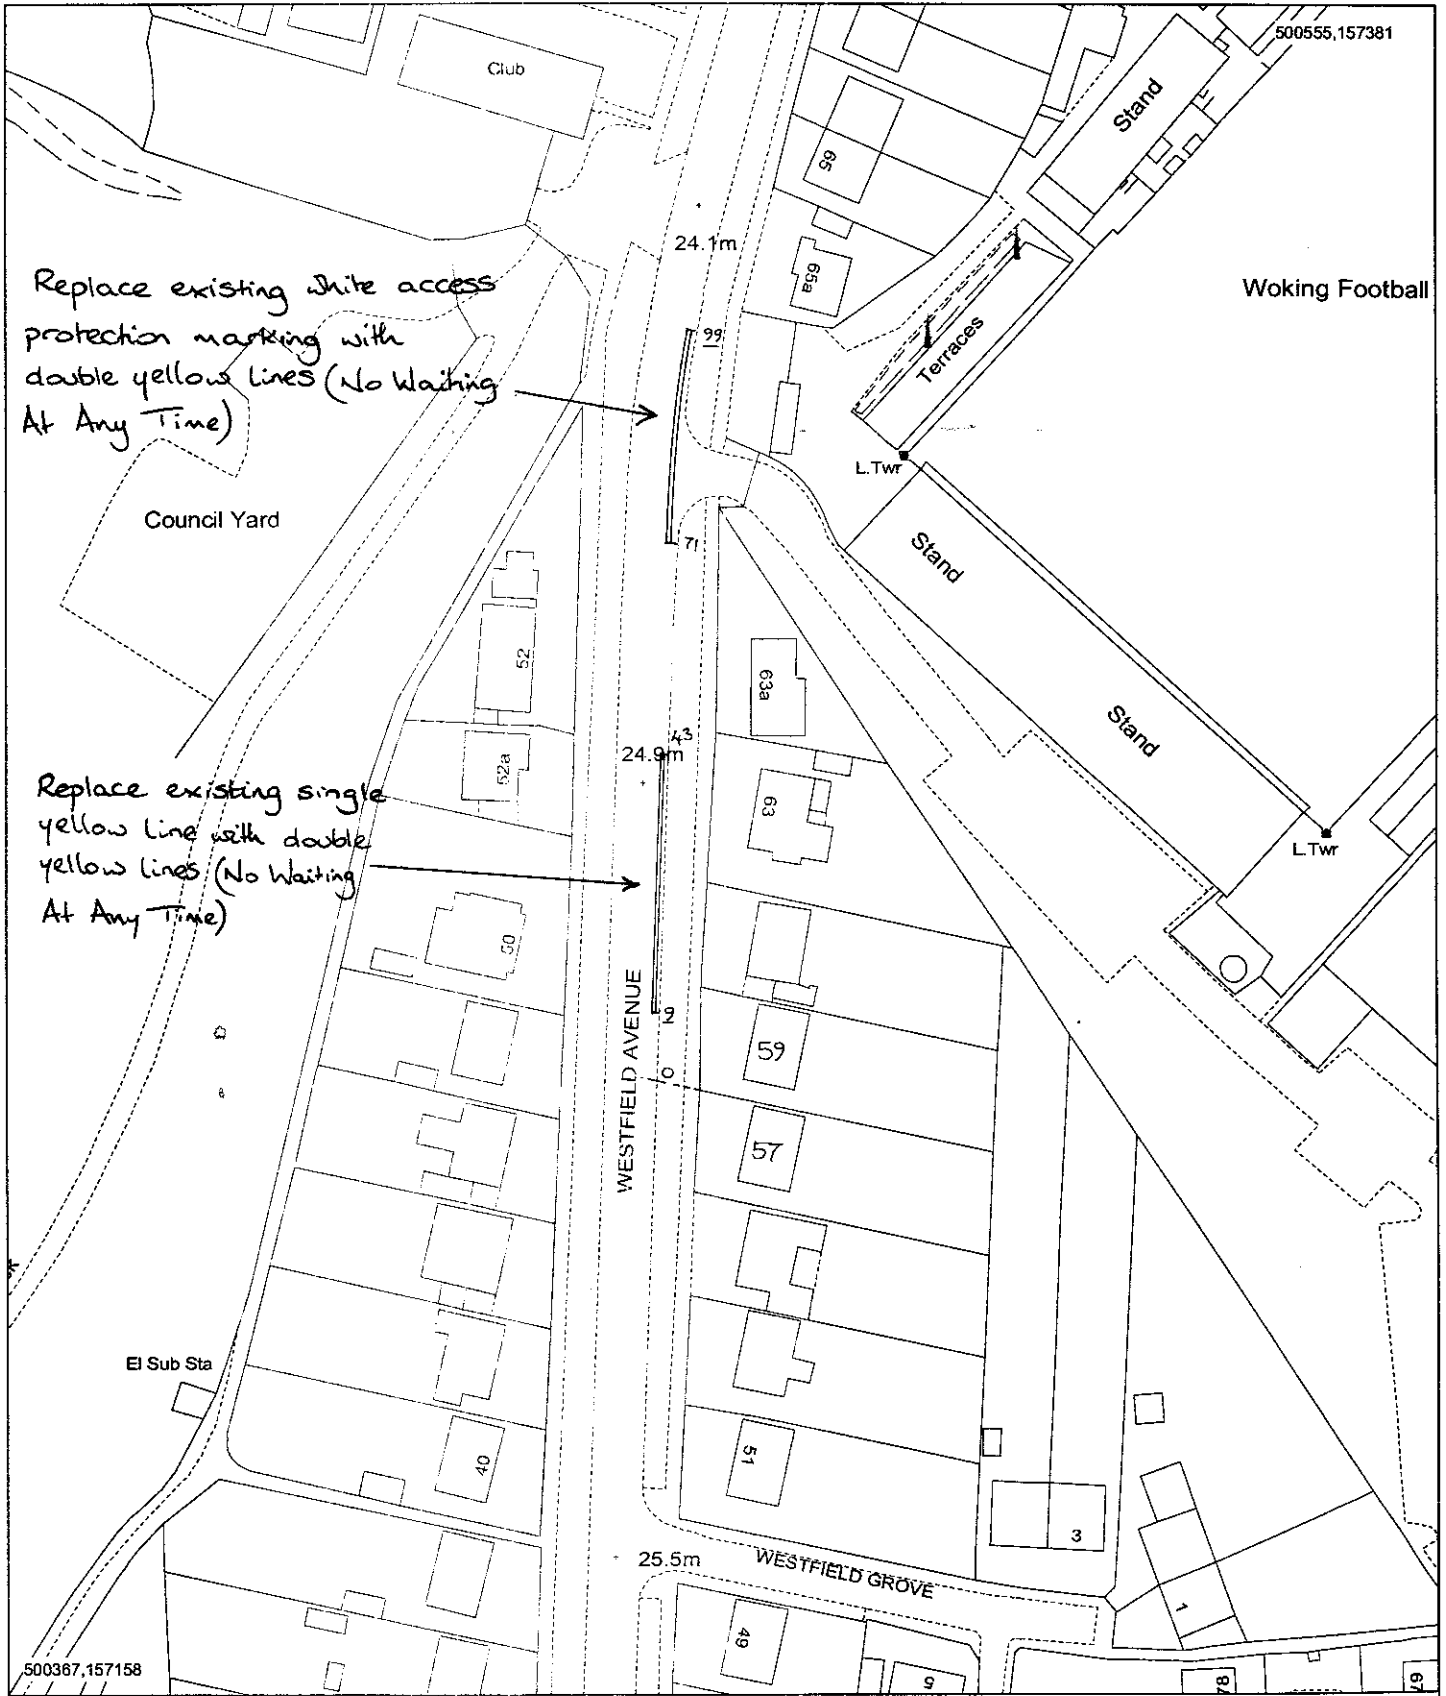 500555,157381
Club
Stand
65
24.1m
65a
Woking Football
Replace existing white access
protection marking with
double yellow lines (No Waiting
At Any Time)
99
Terraces
L.Twr
Council Yard
71
Stand
52
63a
Stand
43
24.9m
52a
63
Replace existing single
yellow line with double
yellow lines (No Waiting
At Any Time)
L.Twr
60
9
WESTFIELD AVENUE
59
0
57
El Sub Sta
51
40
3
25.5m
WESTFIELD GROVE
1
49
500367,157158
5
87
67